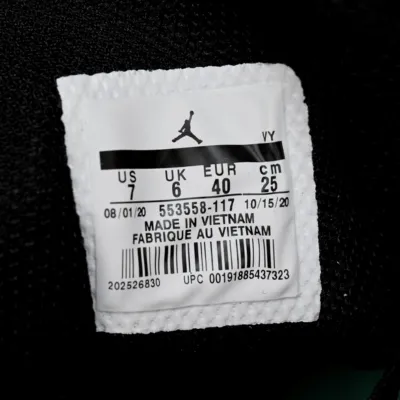 VY
US UK EUR cm
7 6 40 25
08/01/20 553558-117 10/15/20
MADE IN VIETNAM
FABRIQUE AU VIETNAM
202526830 UPC 00191885437323